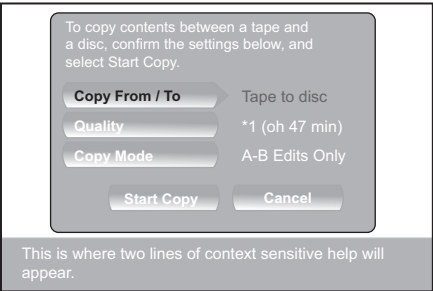 To copy contents between a tape and
a disc, confirm the settings below, and
select Start Copy.
Copy From / To Tape to disc
Quality *1 (oh 47 min)
Copy Mode A-B Edits Only
Start Copy Cancel
This is where two lines of context sensitive help will
appear.